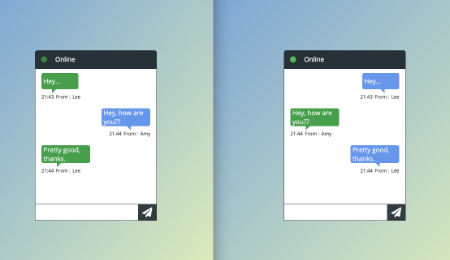 Online
Hey...
21:43 From : Lee
Hey, how are
you??
21:44 From : Amy
Pretty good,
thanks.
21:44 From : Lee
Online
Hey...
21:43 From : Lee
Hey, how are
you??
21:44 From : Amy
Pretty good,
thanks.
21:44 From : Lee